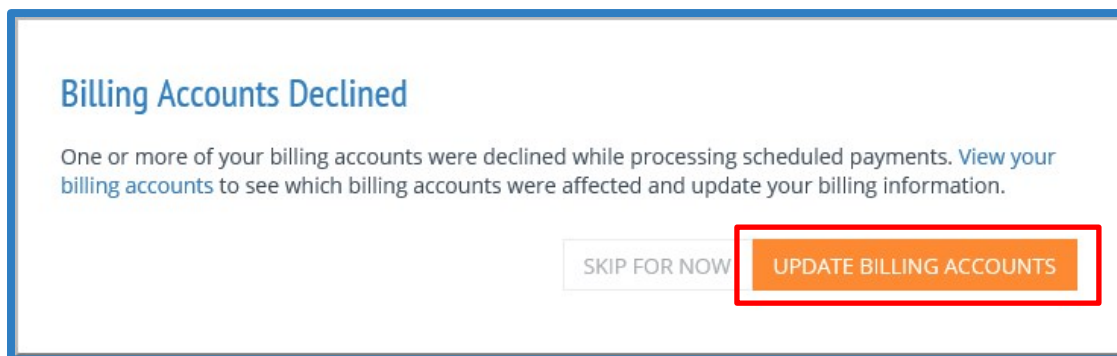 Billing Accounts Declined
One or more of your billing accounts were declined while processing scheduled payments. View your
billing accounts to see which billing accounts were affected and update your billing information.
SKIP FOR NOW UPDATE BILLING ACCOUNTS